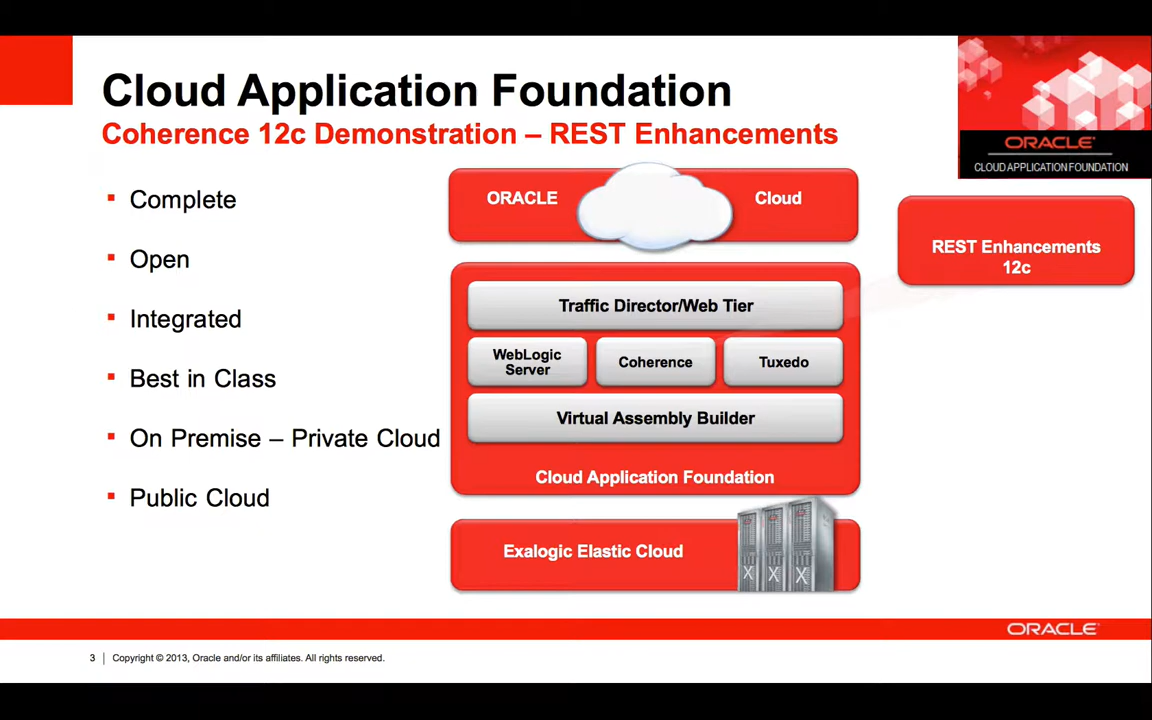 Cloud Application Foundation
Coherence 12c Demonstration – REST Enhancements
ORACLE
CLOUD APPLICATION FOUNDATION
▪ Complete
▪ Open
▪ Integrated
▪ Best in Class
▪ On Premise – Private Cloud
▪ Public Cloud
ORACLE Cloud
REST Enhancements
12c
Traffic Director/Web Tier
WebLogic
Server
Coherence
Tuxedo
Virtual Assembly Builder
Cloud Application Foundation
Exalogic Elastic Cloud
X X X
ORACLE
3 | Copyright © 2013, Oracle and/or its affiliates. All rights reserved.